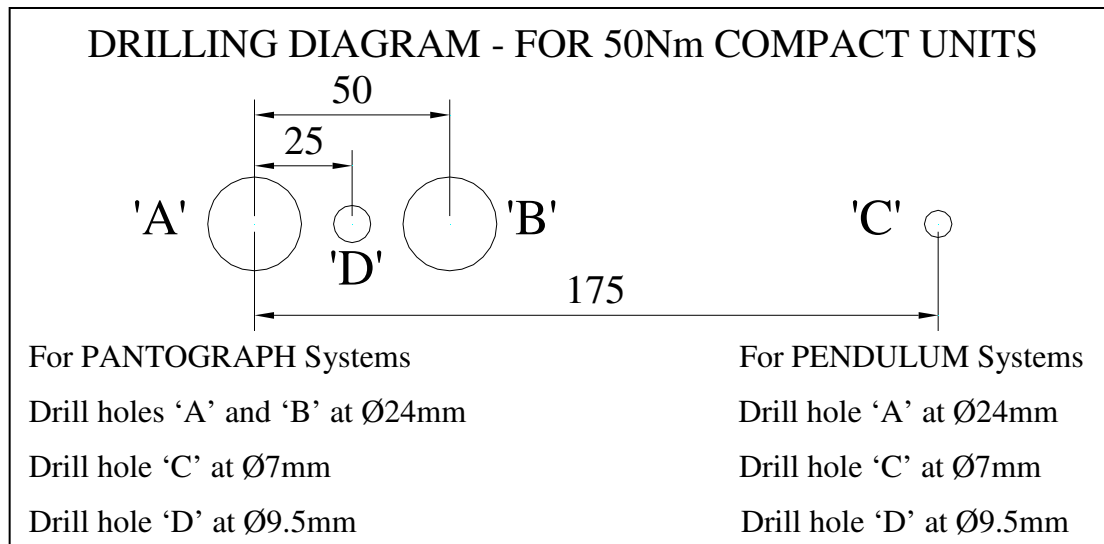 DRILLING DIAGRAM - FOR 50Nm COMPACT UNITS
50
25
'A' 'B' 'C'
'D'
175
For PANTOGRAPH Systems
Drill holes ‘A’ and ‘B’ at Ø24mm
Drill hole ‘C’ at Ø7mm
Drill hole ‘D’ at Ø9.5mm
For PENDULUM Systems
Drill hole ‘A’ at Ø24mm
Drill hole ‘C’ at Ø7mm
Drill hole ‘D’ at Ø9.5mm